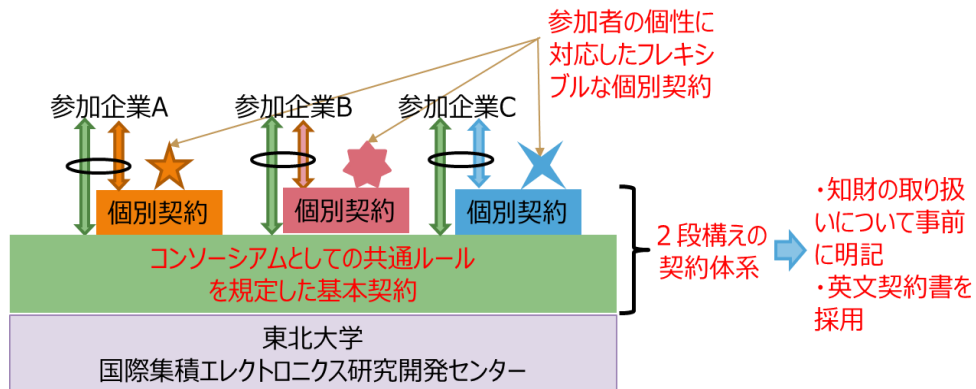 参加者の個性に
対応したフレキシ
ブルな個別契約
参加企業A
参加企業B
参加企業C
個別契約
個別契約
個別契約
コンソーシアムとしての共通ルール
を規定した基本契約
２段構えの
契約体系
・知財の取り扱
いについて事前
に明記
・英文契約書を
採用
東北大学
国際集積エレクトロニクス研究開発センター